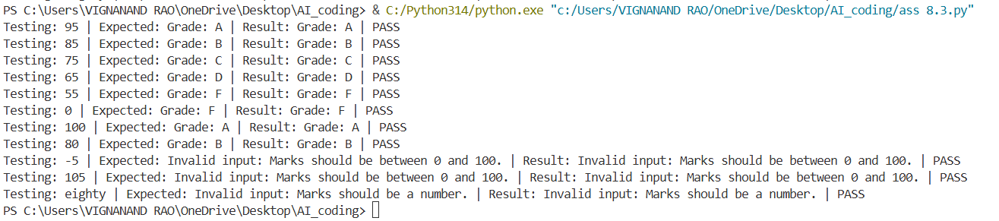 PS C:\Users\VIGNANAND RAO\OneDrive\Desktop\AI_coding> & C:/Python314/python.exe "c:/Users/VIGNANAND RAO/OneDrive/Desktop/AI_coding/ass 8.3.py"
Testing: 95 | Expected: Grade: A | Result: Grade: A | PASS
Testing: 85 | Expected: Grade: B | Result: Grade: B | PASS
Testing: 75 | Expected: Grade: C | Result: Grade: C | PASS
Testing: 65 | Expected: Grade: D | Result: Grade: D | PASS
Testing: 55 | Expected: Grade: F | Result: Grade: F | PASS
Testing: 0 | Expected: Grade: F | Result: Grade: F | PASS
Testing: 100 | Expected: Grade: A | Result: Grade: A | PASS
Testing: 80 | Expected: Grade: B | Result: Grade: B | PASS
Testing: -5 | Expected: Invalid input: Marks should be between 0 and 100. | Result: Invalid input: Marks should be between 0 and 100. | PASS
Testing: 105 | Expected: Invalid input: Marks should be between 0 and 100. | Result: Invalid input: Marks should be between 0 and 100. | PASS
Testing: eighty | Expected: Invalid input: Marks should be a number. | Result: Invalid input: Marks should be a number. | PASS
PS C:\Users\VIGNANAND RAO\OneDrive\Desktop\AI_coding>